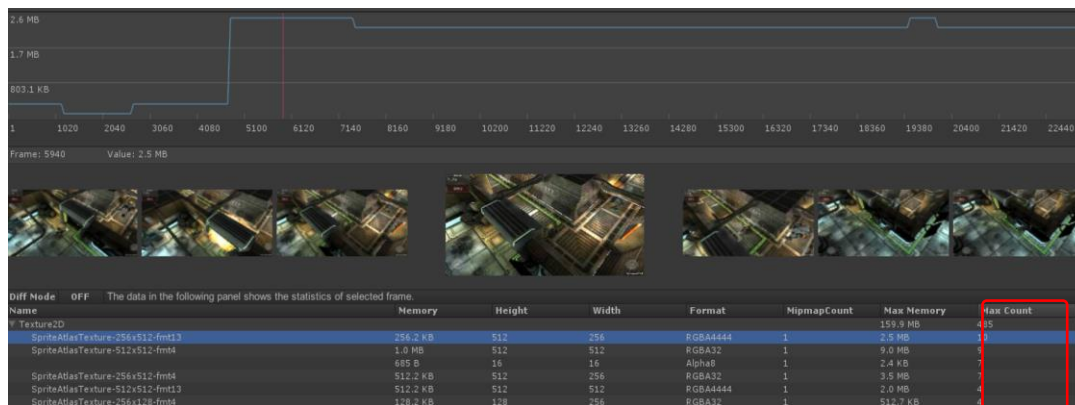 2.6 MB
1.7 MB
803.1 KB
1 1020 2040 3060 4080 5100 6120 7140 8160 9180 10200 11220 12240 13260 14280 15300 16320 17340 18360 19380 20400 21420 22440
Frame: 5940 Value: 2.5 MB
Diff Mode OFF The data in the following panel shows the statistics of selected frame.
Name Memory Height Width Format MipmapCount Max Memory Max Count
Texture2D 159.9 MB 485
SpriteAtlasTexture-256x512-fmt13 256.2 KB 512 256 RGBA4444 1 2.5 MB 10
SpriteAtlasTexture-512x512-fmt4 1.0 MB 512 512 RGBA32 1 9.0 MB 9
685 B 16 16 Alpha8 1 2.4 KB 7
SpriteAtlasTexture-256x512-fmt4 512.2 KB 512 256 RGBA32 1 3.5 MB 7
SpriteAtlasTexture-512x512-fmt13 512.2 KB 512 512 RGBA4444 1 2.0 MB 4
SpriteAtlasTexture-256x128-fmt4 128.2 KB 128 256 RGBA32 1 512.7 KB 4